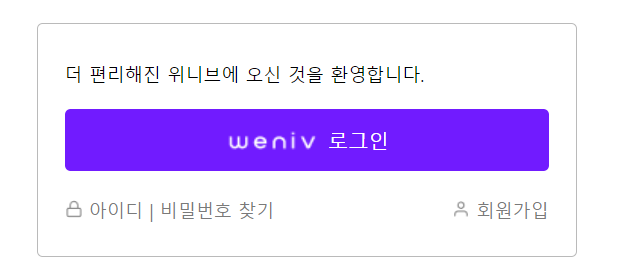 더 편리해진 위니브에 오신 것을 환영합니다.
weniv 로그인
아이디 | 비밀번호 찾기 회원가입